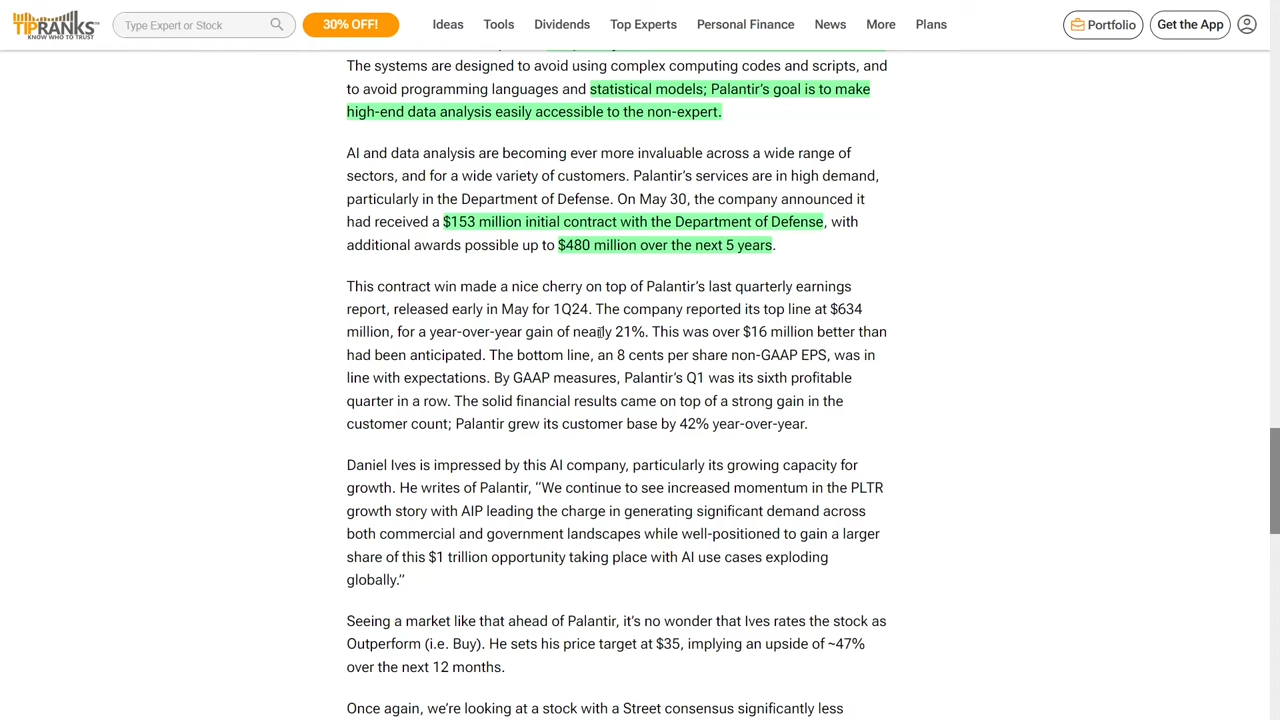 TIPRANKS
KNOW WHO TO TRUST
Type Expert or Stock
30% OFF!
Ideas
Tools
Dividends
Top Experts
Personal Finance
News
More
Plans
Portfolio
Get the App
The systems are designed to avoid using complex computing codes and scripts, and
to avoid programming languages and statistical models; Palantir’s goal is to make
high-end data analysis easily accessible to the non-expert.
AI and data analysis are becoming ever more invaluable across a wide range of
sectors, and for a wide variety of customers. Palantir’s services are in high demand,
particularly in the Department of Defense. On May 30, the company announced it
had received a $153 million initial contract with the Department of Defense, with
additional awards possible up to $480 million over the next 5 years.
This contract win made a nice cherry on top of Palantir’s last quarterly earnings
report, released early in May for 1Q24. The company reported its top line at $634
million, for a year-over-year gain of nearly 21%. This was over $16 million better than
had been anticipated. The bottom line, an 8 cents per share non-GAAP EPS, was in
line with expectations. By GAAP measures, Palantir’s Q1 was its sixth profitable
quarter in a row. The solid financial results came on top of a strong gain in the
customer count; Palantir grew its customer base by 42% year-over-year.
Daniel Ives is impressed by this AI company, particularly its growing capacity for
growth. He writes of Palantir, “We continue to see increased momentum in the PLTR
growth story with AIP leading the charge in generating significant demand across
both commercial and government landscapes while well-positioned to gain a larger
share of this $1 trillion opportunity taking place with AI use cases exploding
globally.”
Seeing a market like that ahead of Palantir, it’s no wonder that Ives rates the stock as
Outperform (i.e. Buy). He sets his price target at $35, implying an upside of ~47%
over the next 12 months.
Once again, we’re looking at a stock with a Street consensus significantly less